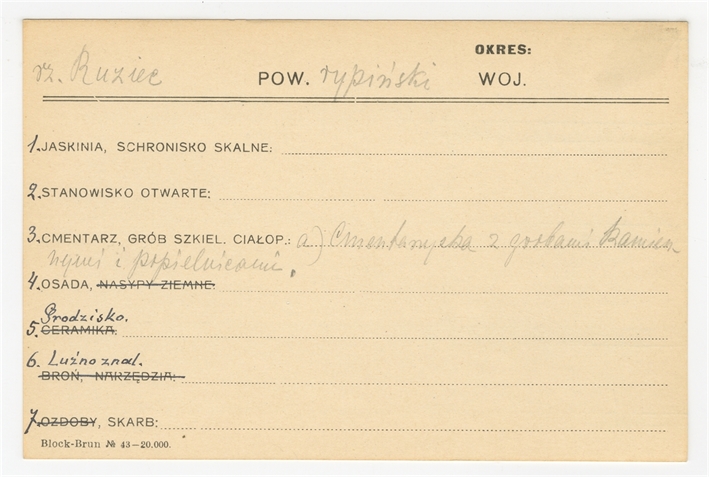 OKRES:
rz. Ruziec POW. rypiński WOJ.
1. JASKINIA, SCHRONISKO SKALNE:
2. STANOWISKO OTWARTE:
3. CMENTARZ, GRÓB SZKIEL. CIAŁOP.: a) Cmentarzyska z grobami kamien-
nymi i popielnicami.
4. OSADA, NASYPY ZIEMNE:
Grodzisko.
5. CERAMIKA:
6. Luźno znal.
BROŃ, NARZĘDZIA:
7. OZDOBY, SKARB:
Block-Brun № 43—20.000.